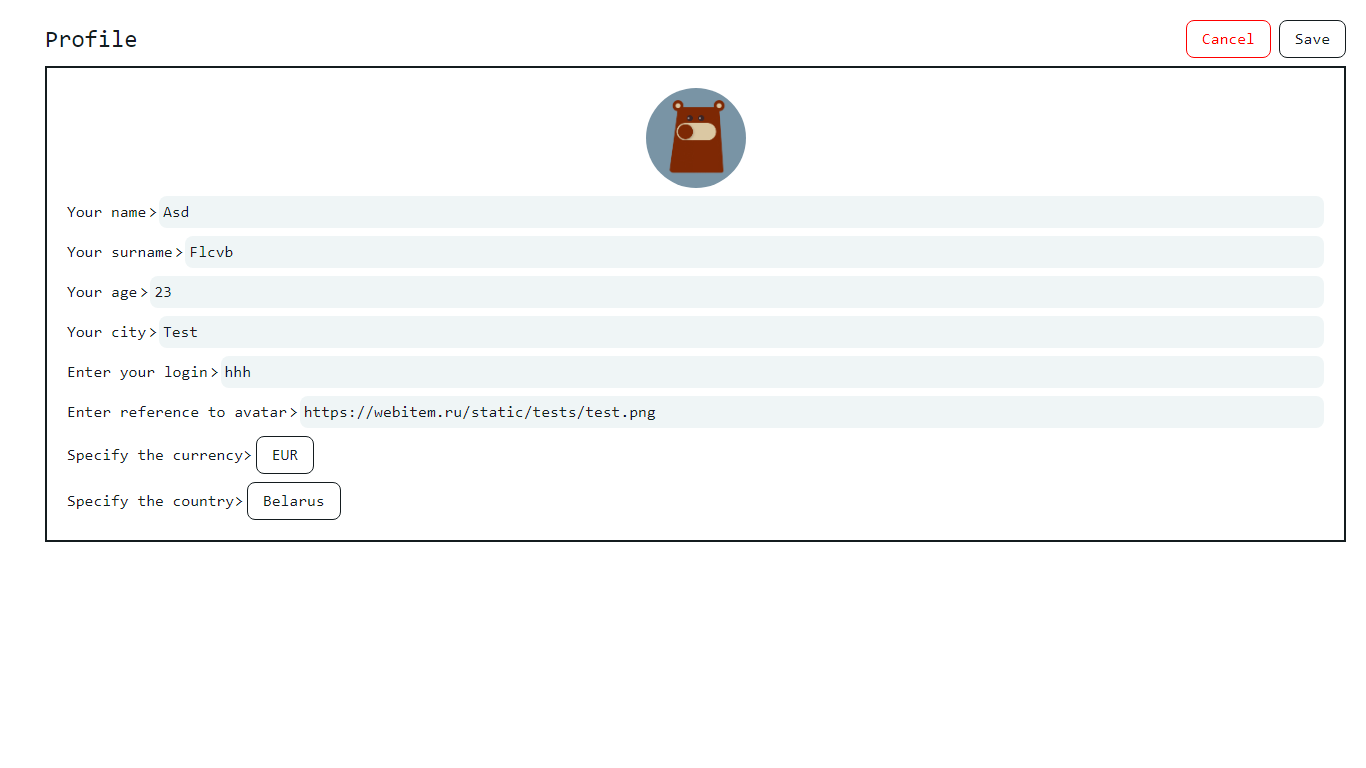 Profile
Cancel
Save
Your name> Asd
Your surname> Flcvb
Your age> 23
Your city> Test
Enter your login> hhh
Enter reference to avatar> https://webitem.ru/static/tests/test.png
Specify the currency> EUR
Specify the country> Belarus